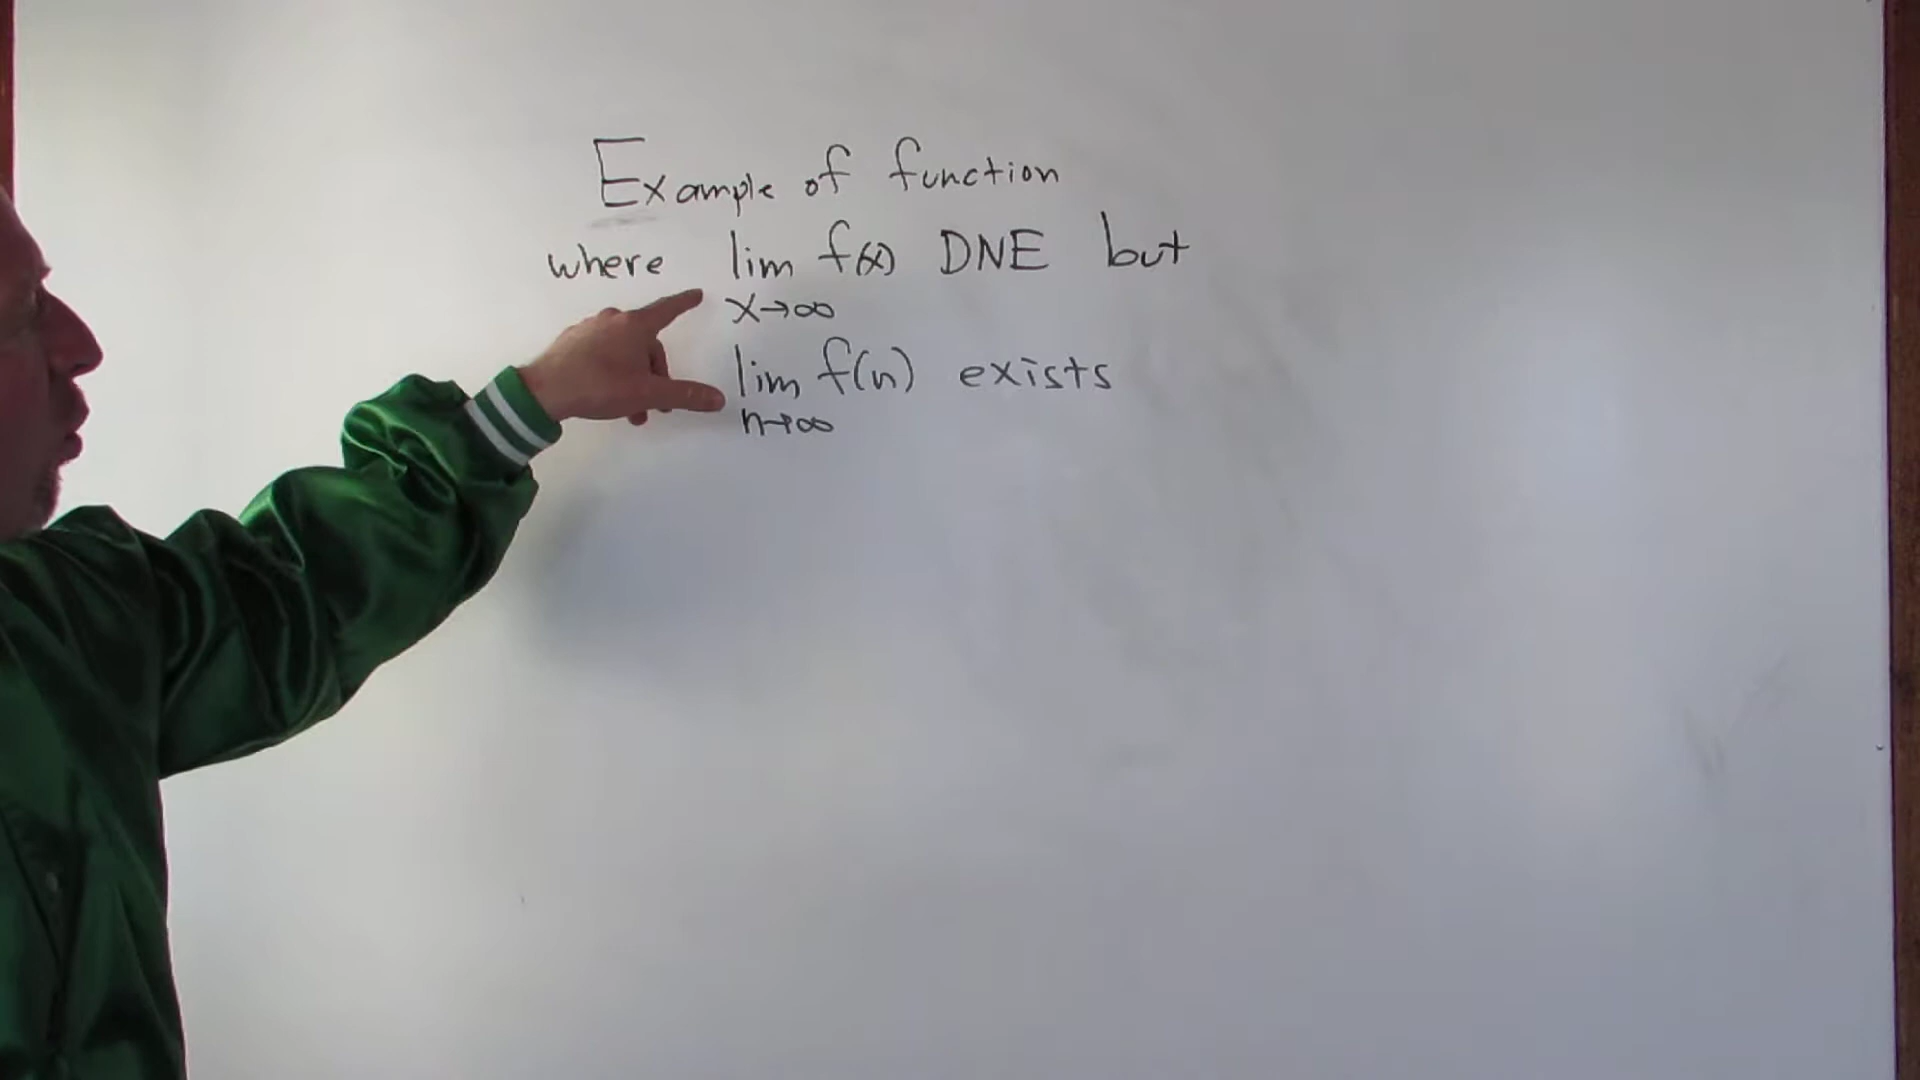 Example of function
where lim f(x) DNE but
x→∞
lim f(n) exists
n→∞